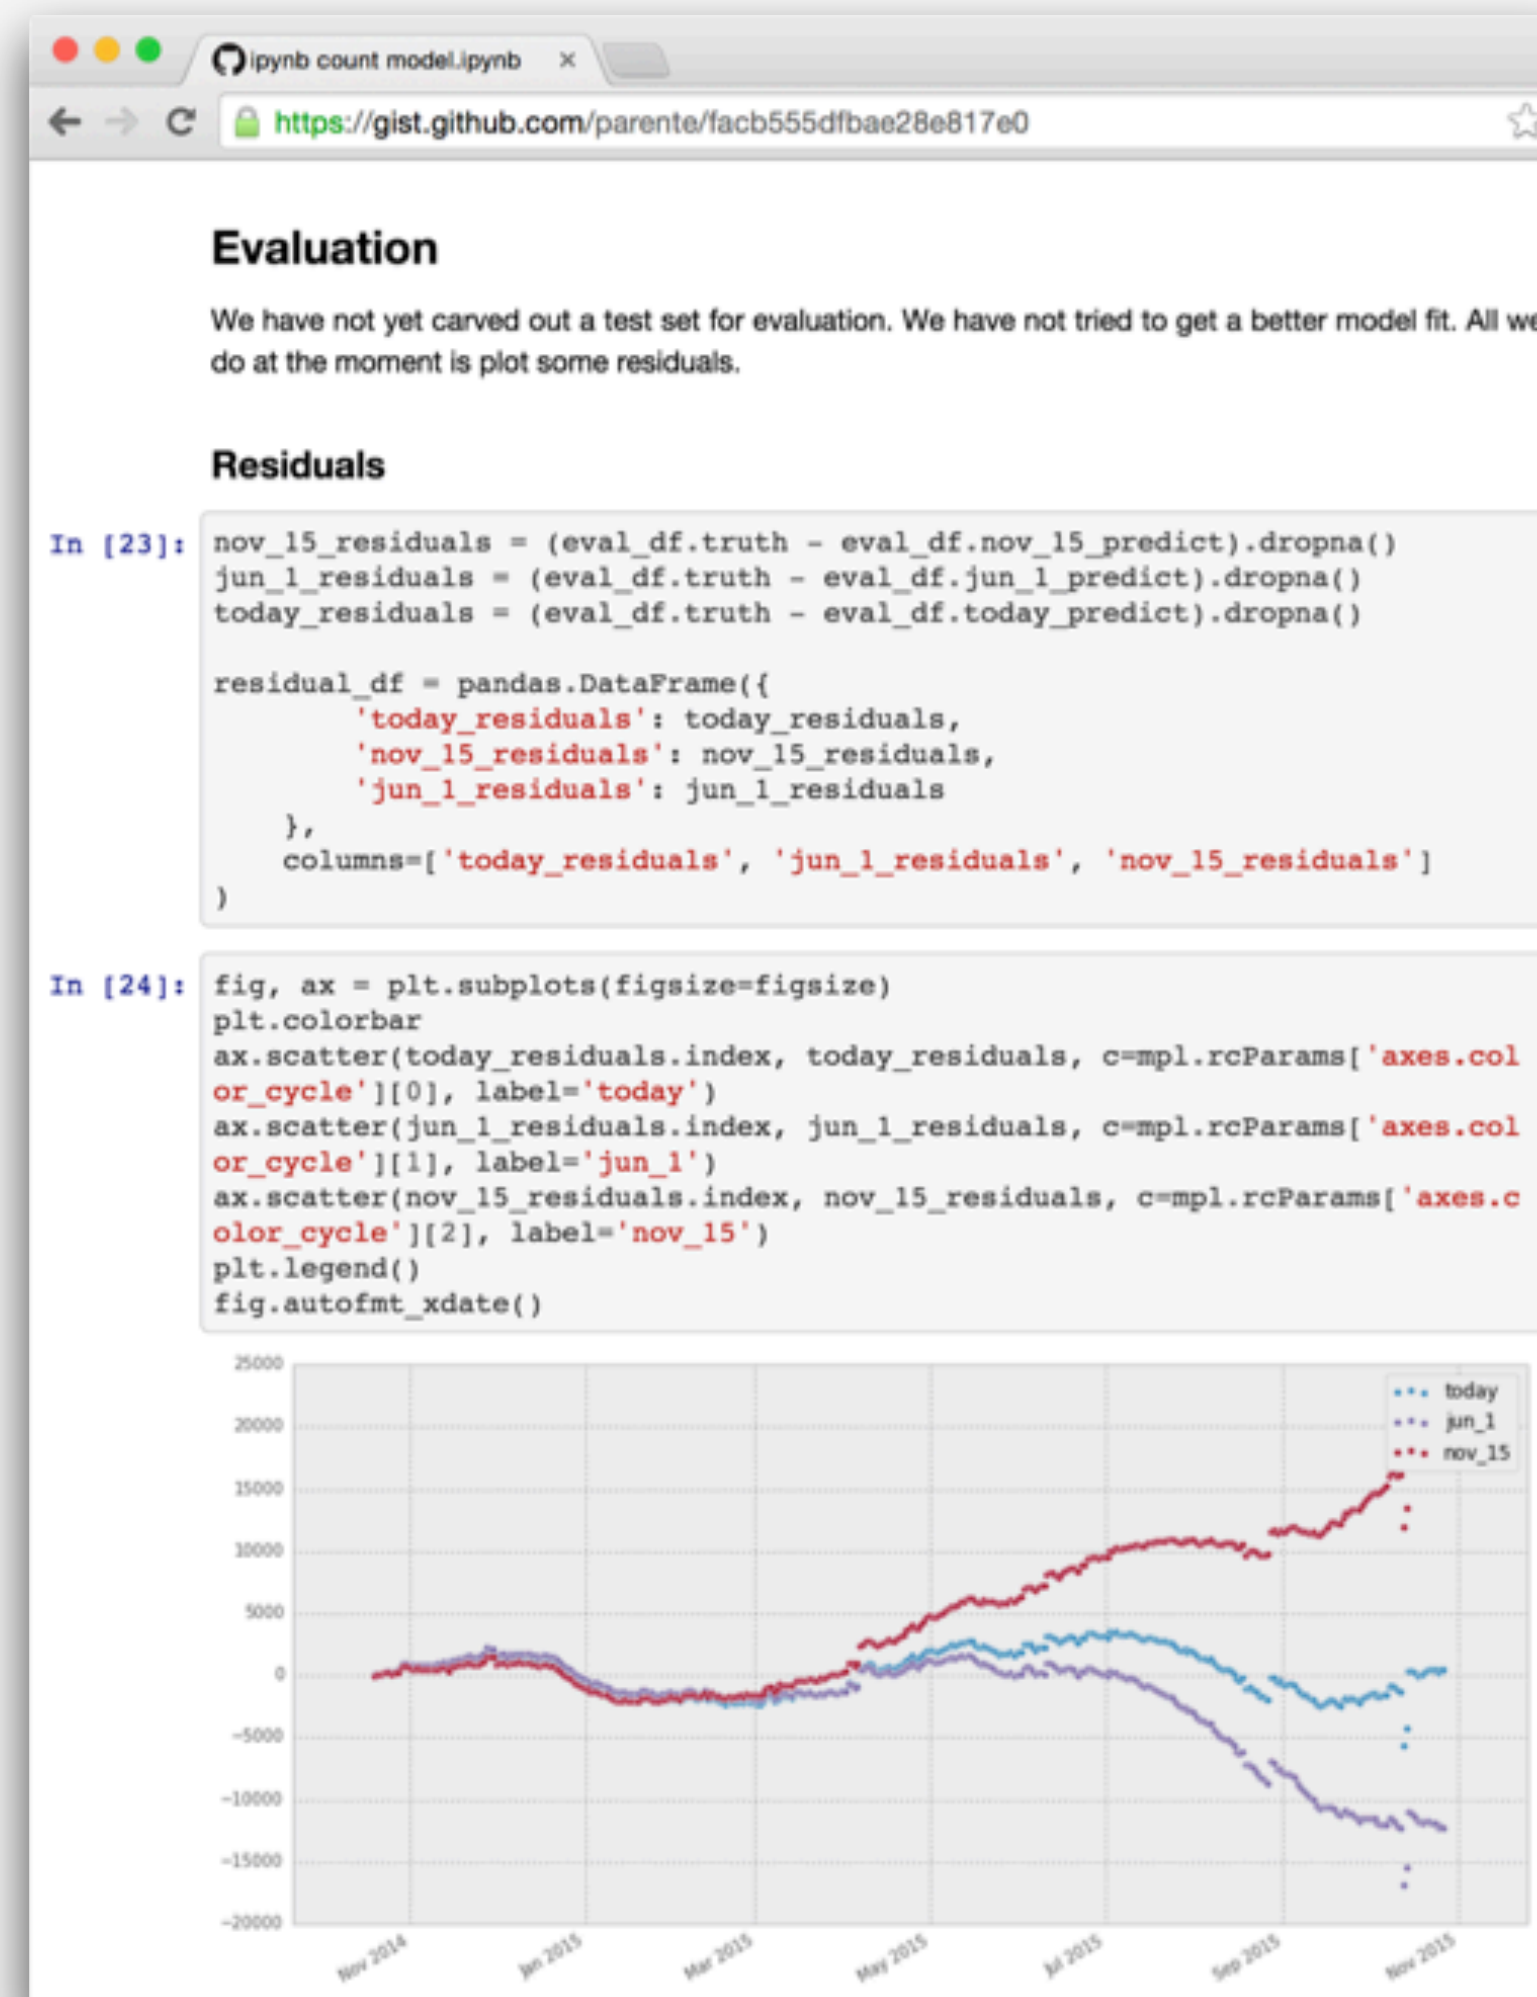 ipynb count model.ipynb
https://gist.github.com/parente/facb555dfbae28e817e0
Evaluation
We have not yet carved out a test set for evaluation. We have not tried to get a better model fit. All we
do at the moment is plot some residuals.
Residuals
In [23]:
nov_15_residuals = (eval_df.truth - eval_df.nov_15_predict).dropna()
jun_1_residuals = (eval_df.truth - eval_df.jun_1_predict).dropna()
today_residuals = (eval_df.truth - eval_df.today_predict).dropna()
residual_df = pandas.DataFrame({
'today_residuals': today_residuals,
'nov_15_residuals': nov_15_residuals,
'jun_1_residuals': jun_1_residuals
},
columns=['today_residuals', 'jun_1_residuals', 'nov_15_residuals']
)
In [24]:
fig, ax = plt.subplots(figsize=figsize)
plt.colorbar
ax.scatter(today_residuals.index, today_residuals, c=mpl.rcParams['axes.col
or_cycle'][0], label='today')
ax.scatter(jun_1_residuals.index, jun_1_residuals, c=mpl.rcParams['axes.col
or_cycle'][1], label='jun_1')
ax.scatter(nov_15_residuals.index, nov_15_residuals, c=mpl.rcParams['axes.c
olor_cycle'][2], label='nov_15')
plt.legend()
fig.autofmt_xdate()
25000
20000
15000
10000
5000
0
−5000
−10000
−15000
−20000
today
jun_1
nov_15
Nov 2014
Jan 2015
Mar 2015
May 2015
Jul 2015
Sep 2015
Nov 2015